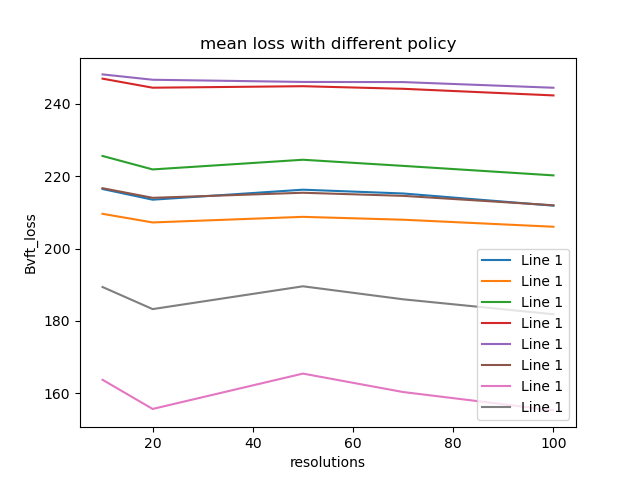 mean loss with different policy
Bvft_loss
240
220
200
180
160
20
40
60
80
100
resolutions
Line 1
Line 1
Line 1
Line 1
Line 1
Line 1
Line 1
Line 1